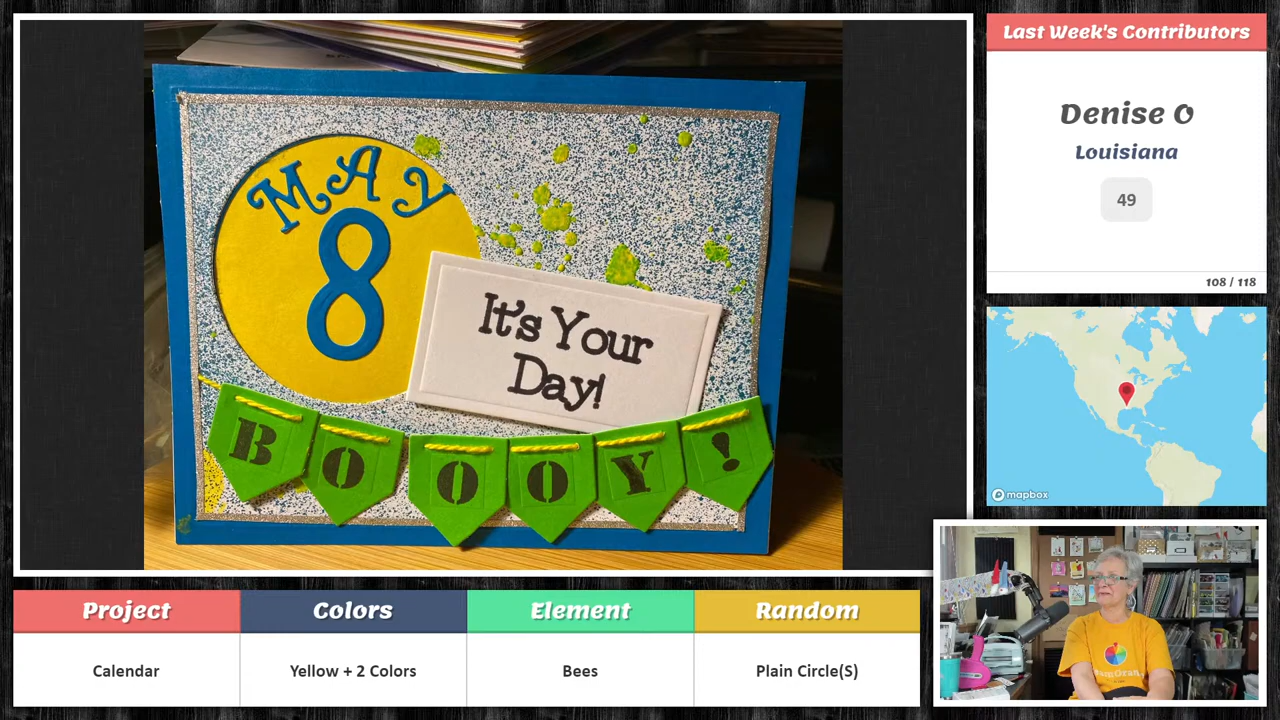 Last Week's Contributors
Denise O
Louisiana
49
108 / 118
MAY
8
It's Your
Day!
BOOOY!
mapbox
Project
Colors
Element
Random
Calendar
Yellow + 2 Colors
Bees
Plain Circle(S)